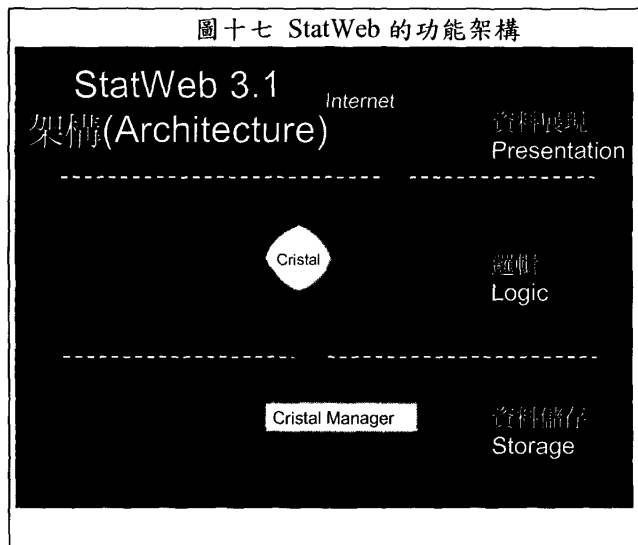 圖十七 StatWeb 的功能架構
StatWeb 3.1
Internet
架構(Architecture)
資料展現
Presentation
Cristal
邏輯
Logic
Cristal Manager
資料儲存
Storage